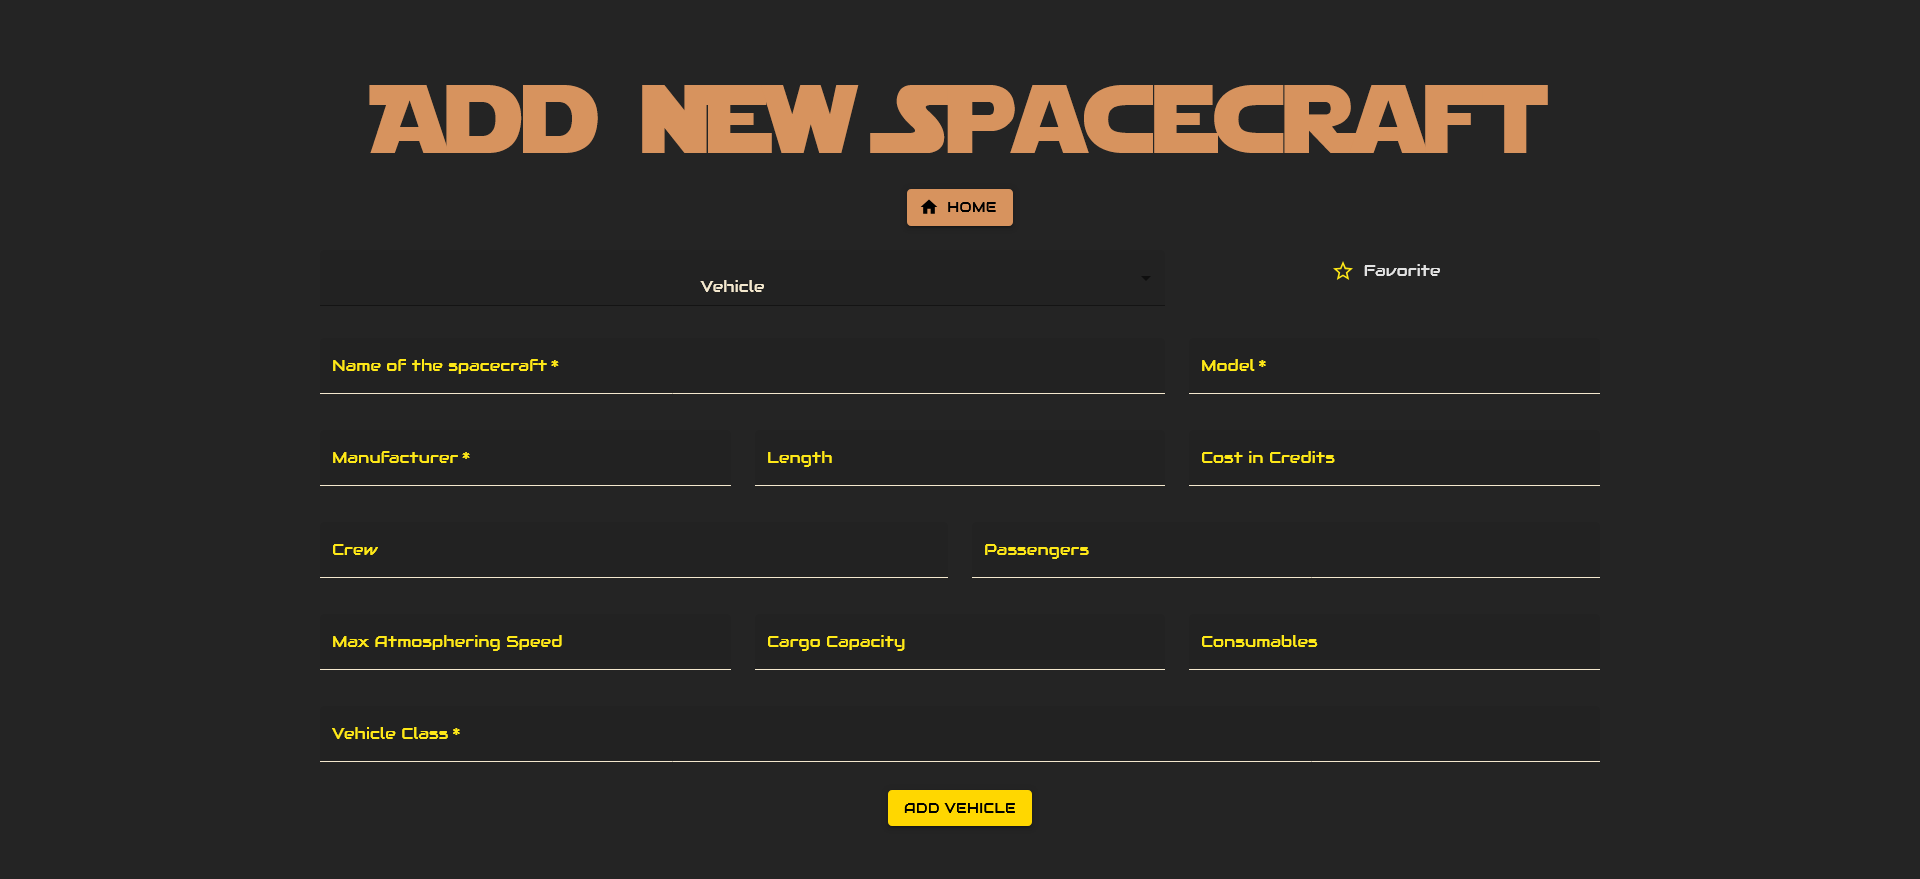 ADD NEW SPACECRAFT
HOME
Vehicle
Favorite
Name of the spacecraft *
Model *
Manufacturer *
Length
Cost in Credits
Crew
Passengers
Max Atmosphering Speed
Cargo Capacity
Consumables
Vehicle Class *
ADD VEHICLE